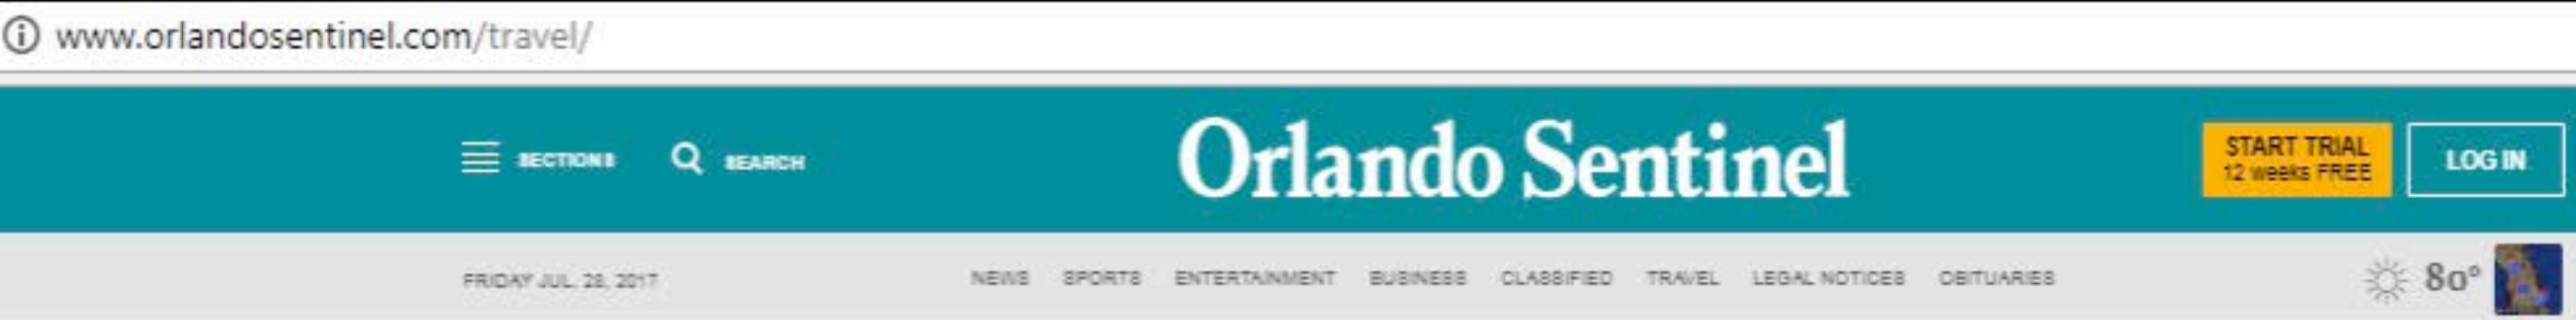 www.orlandosentinel.com/travel/
SECTIONS SEARCH Orlando Sentinel START TRIAL
12 weeks FREE
LOG IN
FRIDAY JUL. 28, 2017 NEWS SPORTS ENTERTAINMENT BUSINESS CLASSIFIED TRAVEL LEGAL NOTICES OBITUARIES 80°